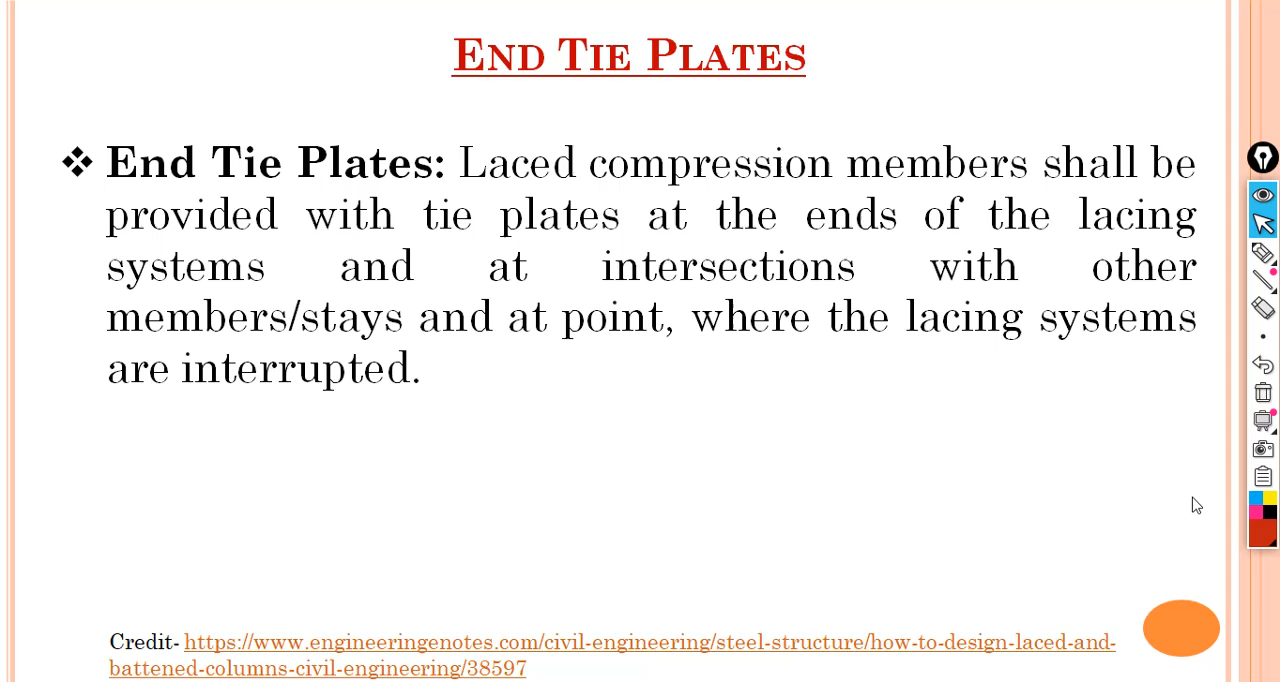 END TIE PLATES
❖ End Tie Plates: Laced compression members shall be
provided with tie plates at the ends of the lacing
systems and at intersections with other
members/stays and at point, where the lacing systems
are interrupted.
Credit- https://www.engineeringenotes.com/civil-engineering/steel-structure/how-to-design-laced-and-
battened-columns-civil-engineering/38597